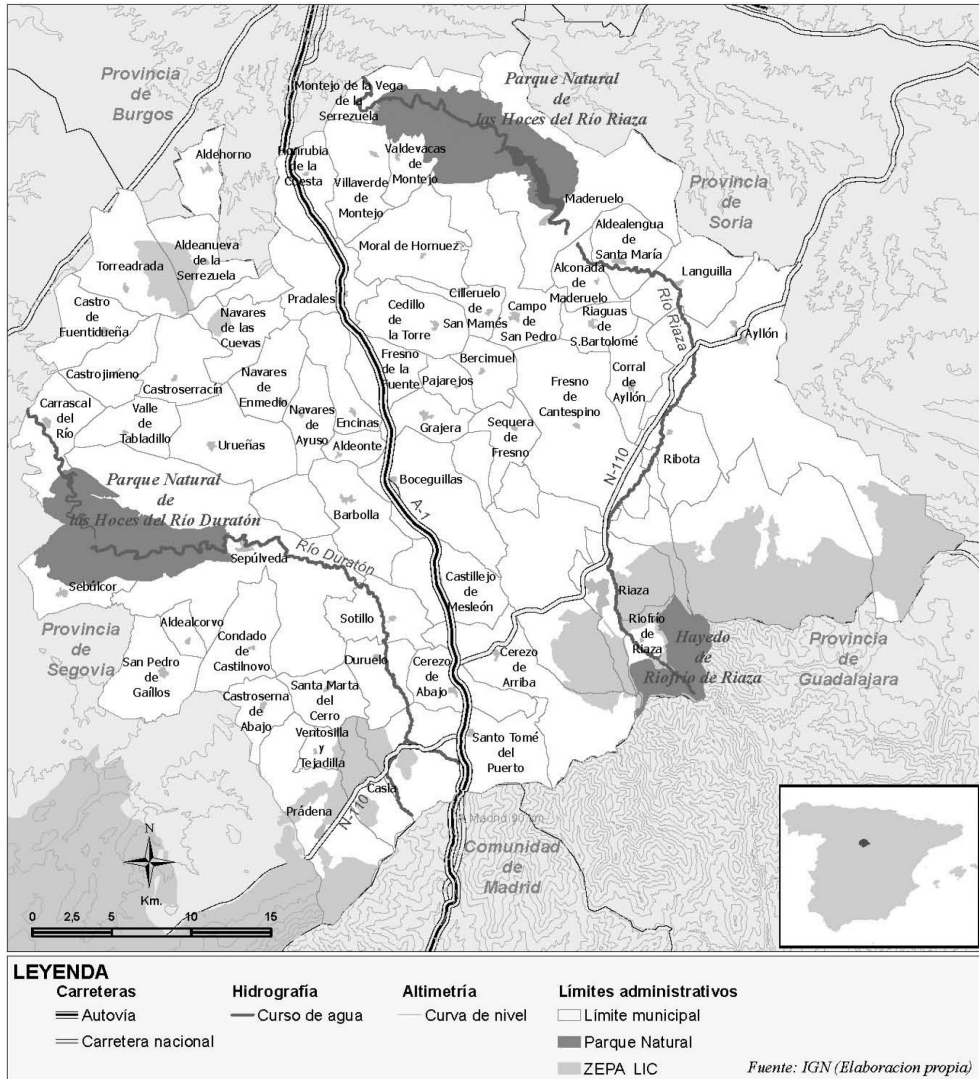 Provincia
de
Burgos
Parque Natural
de
las Hoces del Río Riaza
Montejo de la Vega
de la
Serrezuela
Aldehorno
Honrubia
de la
Cuesta
Valdevacas
de
Montejo
Villaverde
de
Montejo
Maderuelo
Provincia
de
Soria
Aldealengua
de
Santa María
Moral de Hornuez
Aldeanueva
de la
Serrezuela
Torreadrada
Languilla
Alconada
de
Maderuelo
Río Riaza
Castro
de
Fuentidueña
Pradales
Cedillo
de
la Torre
Cilleruelo
de
San Mamés
Campo
de
San Pedro
Riaguas
de
S.Bartolomé
Navares
de las
Cuevas
Ayllón
Fresno
de la
Fuente
Bercimuel
Pajarejos
Castrojimeno
Castroserracín
Navares
de
Enmedio
Fresno
de
Cantespino
Corral
de
Ayllón
Carrascal
del
Río
Valle
de
Tabladillo
Urueñas
Navares
de
Ayuso
Encinas
Aldeonte
Grajera
Sequera
de
Fresno
N-110
Ribota
Parque Natural
de
las Hoces del Río Duratón
Boceguillas
A-1
Barbolla
Río Duratón
Sepúlveda
Sebúlcor
Castillejo
de
Mesleón
Riaza
Provincia
de
Segovia
Aldealcorvo
Condado
de
Castilnovo
Sotillo
Duruelo
Riofrío
de
Riaza
Hayedo
de
Riofrío de Riaza
Provincia
de
Guadalajara
San Pedro
de
Gaíllos
Cerezo
de
Abajo
Cerezo
de
Arriba
Castroserna
de
Abajo
Santa Marta
del
Cerro
Ventosilla
y
Tejadilla
Santo Tomé
del
Puerto
Casla
Prádena
N-110
A Madrid 90 km
Comunidad
de
Madrid
N
Km.
0 2,5 5 10 15
LEYENDA
Carreteras
Autovía
Carretera nacional
Hidrografía
Curso de agua
Altimetría
Curva de nivel
Límites administrativos
Límite municipal
Parque Natural
ZEPA_LIC
Fuente: IGN (Elaboracion propia)